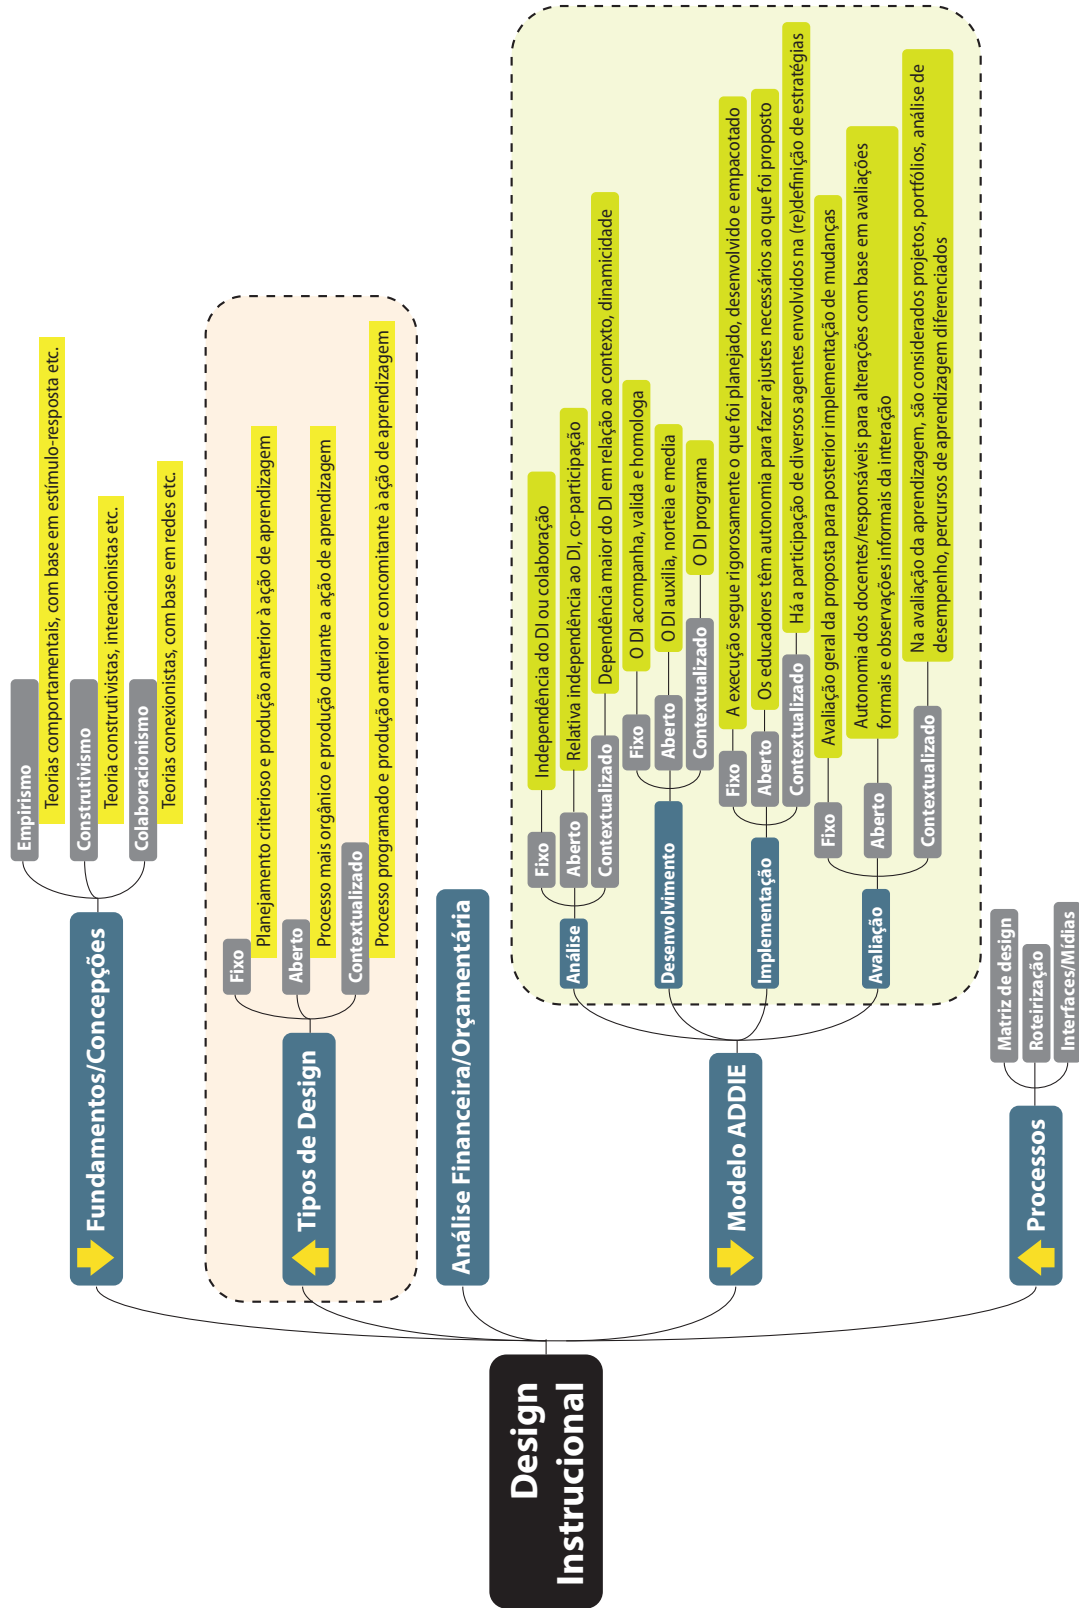 Design
Instrucional
Fundamentos/Concepções
Empirismo
Teorias comportamentais, com base em estímulo-resposta etc.
Construtivismo
Teoria construtivistas, interacionistas etc.
Colaboracionismo
Teorias conexionistas, com base em redes etc.
Tipos de Design
Fixo
Planejamento criterioso e produção anterior à ação de aprendizagem
Aberto
Processo mais orgânico e produção durante a ação de aprendizagem
Contextualizado
Processo programado e produção anterior e concomitante à ação de aprendizagem
Análise Financeira/Orçamentária
Modelo ADDIE
Análise
Fixo
Independência do DI ou colaboração
Aberto
Relativa independência ao DI, co-participação
Contextualizado
Dependência maior do DI em relação ao contexto, dinamicidade
Desenvolvimento
Fixo
O DI acompanha, valida e homologa
Aberto
O DI auxilia, norteia e media
Contextualizado
O DI programa
Implementação
Fixo
A execução segue rigorosamente o que foi planejado, desenvolvido e empacotado
Aberto
Os educadores têm autonomia para fazer ajustes necessários ao que foi proposto
Contextualizado
Há a participação de diversos agentes envolvidos na (re)definição de estratégias
Avaliação
Fixo
Avaliação geral da proposta para posterior implementação de mudanças
Aberto
Autonomia dos docentes/responsáveis para alterações com base em avaliações
formais e observações informais da interação
Contextualizado
Na avaliação da aprendizagem, são considerados projetos, portfólios, análise de
desempenho, percursos de aprendizagem diferenciados
Processos
Matriz de design
Roteirização
Interfaces/Mídias